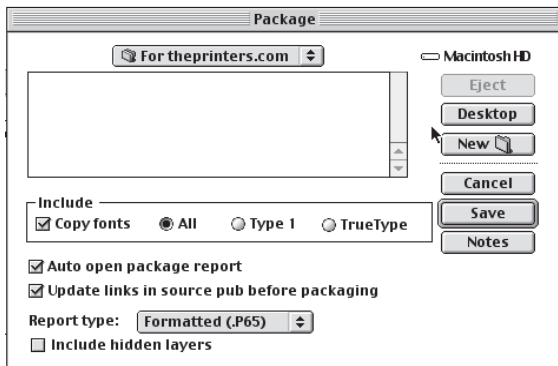 Package
For theprinters.com
Macintosh HD
Eject
Desktop
New
Cancel
Save
Notes
Include
Copy fonts All Type 1 TrueType
Auto open package report
Update links in source pub before packaging
Report type: Formatted (.P65)
Include hidden layers